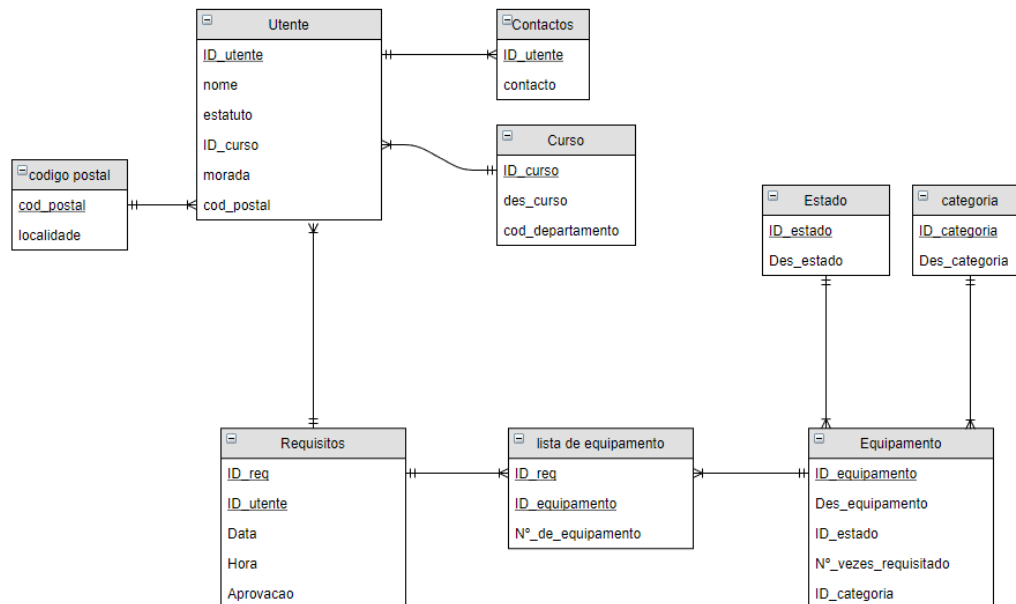 Utente
ID_utente
nome
estatuto
ID_curso
morada
cod_postal
Contactos
ID_utente
contacto
Curso
ID_curso
des_curso
cod_departamento
codigo postal
cod_postal
localidade
Estado
ID_estado
Des_estado
categoria
ID_categoria
Des_categoria
Requisitos
ID_req
ID_utente
Data
Hora
Aprovacao
lista de equipamento
ID_req
ID_equipamento
Nº_de_equipamento
Equipamento
ID_equipamento
Des_equipamento
ID_estado
Nº_vezes_requisitado
ID_categoria